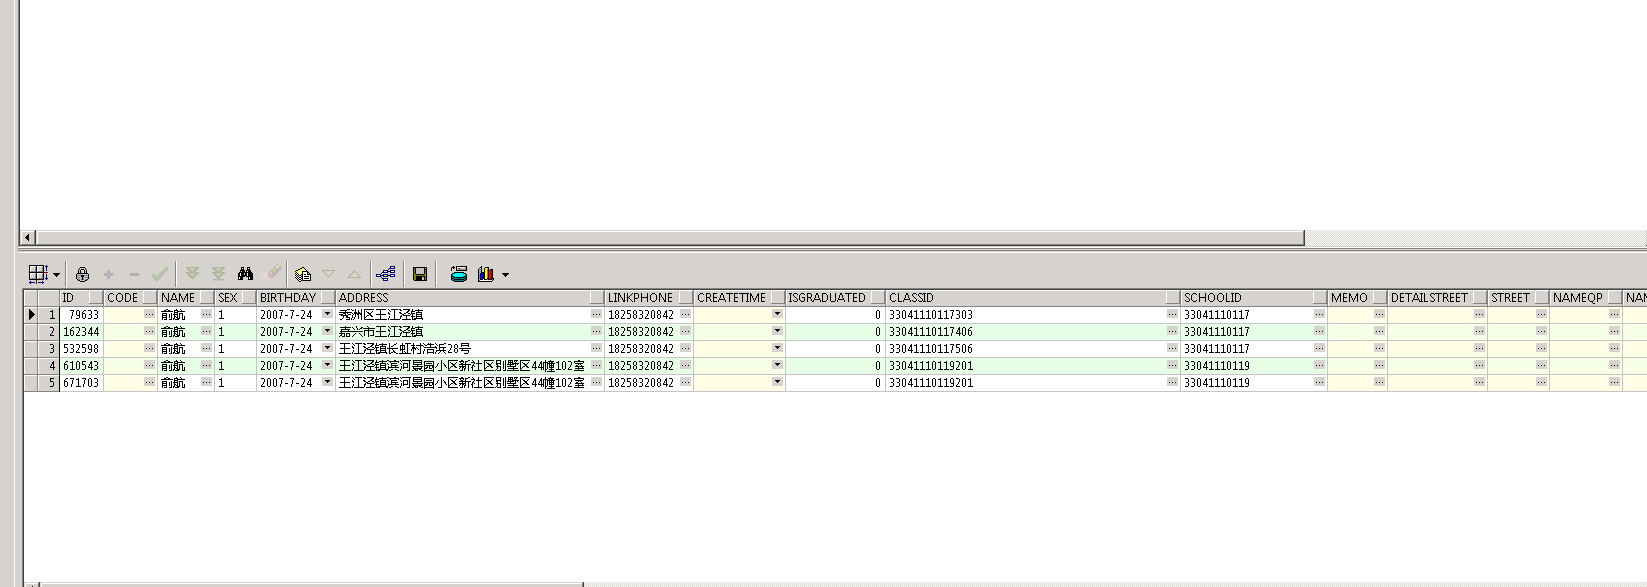 ID CODE NAME SEX BIRTHDAY ADDRESS LINKPHONE CREATETIME ISGRADUATED CLASSID SCHOOLID MEMO DETAILSTREET STREET NAMEQP NAM
1 79633 俞航 1 2007-7-24 秀洲区王江泾镇 18258320842 0 33041110117303 33041110117
2 162344 俞航 1 2007-7-24 嘉兴市王江泾镇 18258320842 0 33041110117406 33041110117
3 532598 俞航 1 2007-7-24 王江泾镇长虹村浩浜28号 18258320842 0 33041110117506 33041110117
4 610543 俞航 1 2007-7-24 王江泾镇滨河景园小区新社区别墅区44幢102室 18258320842 0 33041110119201 33041110119
5 671703 俞航 1 2007-7-24 王江泾镇滨河景园小区新社区别墅区44幢102室 18258320842 0 33041110119201 33041110119